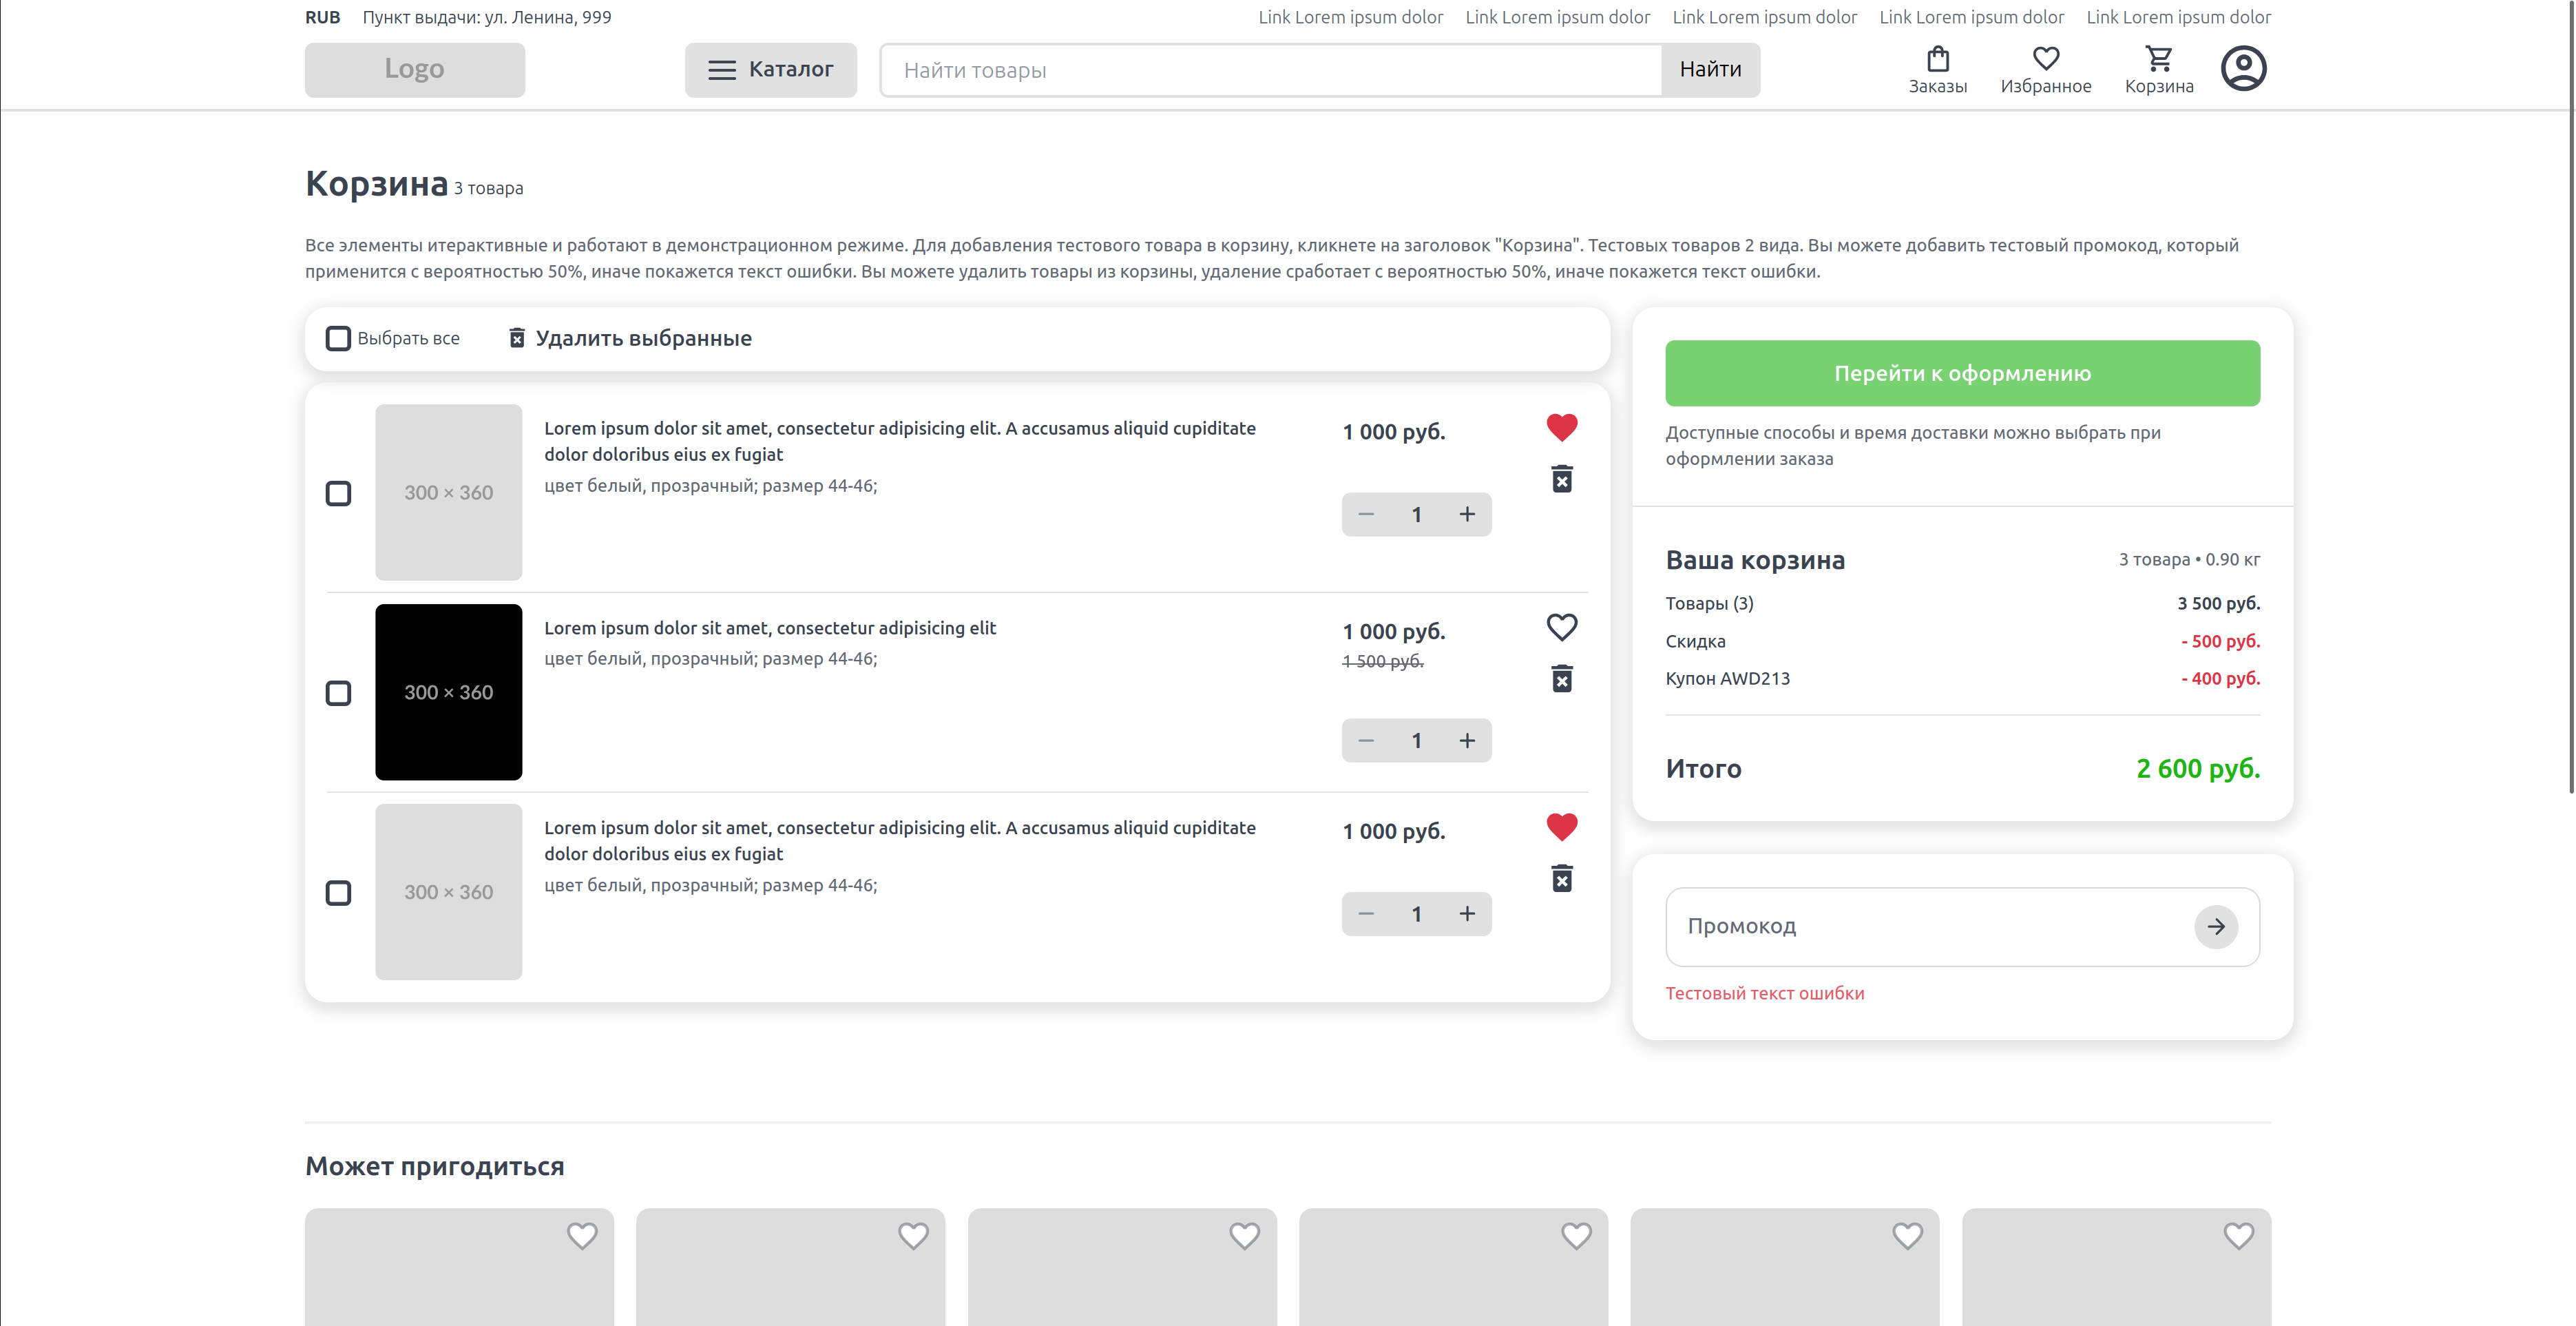 RUB Пункт выдачи: ул. Ленина, 999 Link Lorem ipsum dolor Link Lorem ipsum dolor Link Lorem ipsum dolor Link Lorem ipsum dolor Link Lorem ipsum dolor
Logo Каталог Найти товары Найти Заказы Избранное Корзина
Корзина 3 товара
Все элементы итерактивные и работают в демонстрационном режиме. Для добавления тестового товара в корзину, кликнете на заголовок "Корзина". Тестовых товаров 2 вида. Вы можете добавить тестовый промокод, который
применится с вероятностью 50%, иначе покажется текст ошибки. Вы можете удалить товары из корзины, удаление сработает с вероятностью 50%, иначе покажется текст ошибки.
Выбрать все Удалить выбранные
300 × 360
Lorem ipsum dolor sit amet, consectetur adipisicing elit. A accusamus aliquid cupiditate
dolor doloribus eius ex fugiat
цвет белый, прозрачный; размер 44-46;
1 000 руб.
− 1 +
300 × 360
Lorem ipsum dolor sit amet, consectetur adipisicing elit
цвет белый, прозрачный; размер 44-46;
1 000 руб.
1 500 руб.
− 1 +
300 × 360
Lorem ipsum dolor sit amet, consectetur adipisicing elit. A accusamus aliquid cupiditate
dolor doloribus eius ex fugiat
цвет белый, прозрачный; размер 44-46;
1 000 руб.
− 1 +
Перейти к оформлению
Доступные способы и время доставки можно выбрать при
оформлении заказа
Ваша корзина 3 товара • 0.90 кг
Товары (3) 3 500 руб.
Скидка - 500 руб.
Купон AWD213 - 400 руб.
Итого 2 600 руб.
Промокод
Тестовый текст ошибки
Может пригодиться